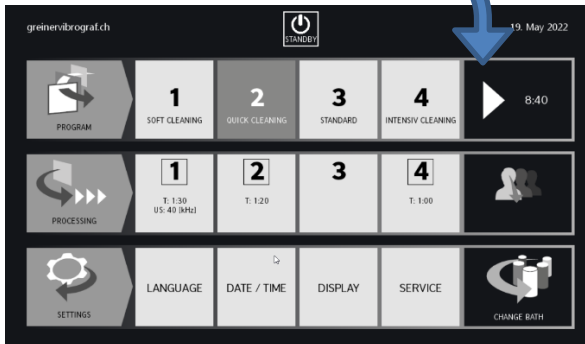 greinervibrograf.ch
STANDBY
19. May 2022
PROGRAM
1
SOFT CLEANING
2
QUICK CLEANING
3
STANDARD
4
INTENSIV CLEANING
8:40
PROCESSING
1
T: 1:30
US: 40 [kHz]
2
T: 1:20
3
4
T: 1:00
SETTINGS
LANGUAGE
DATE / TIME
DISPLAY
SERVICE
CHANGE BATH